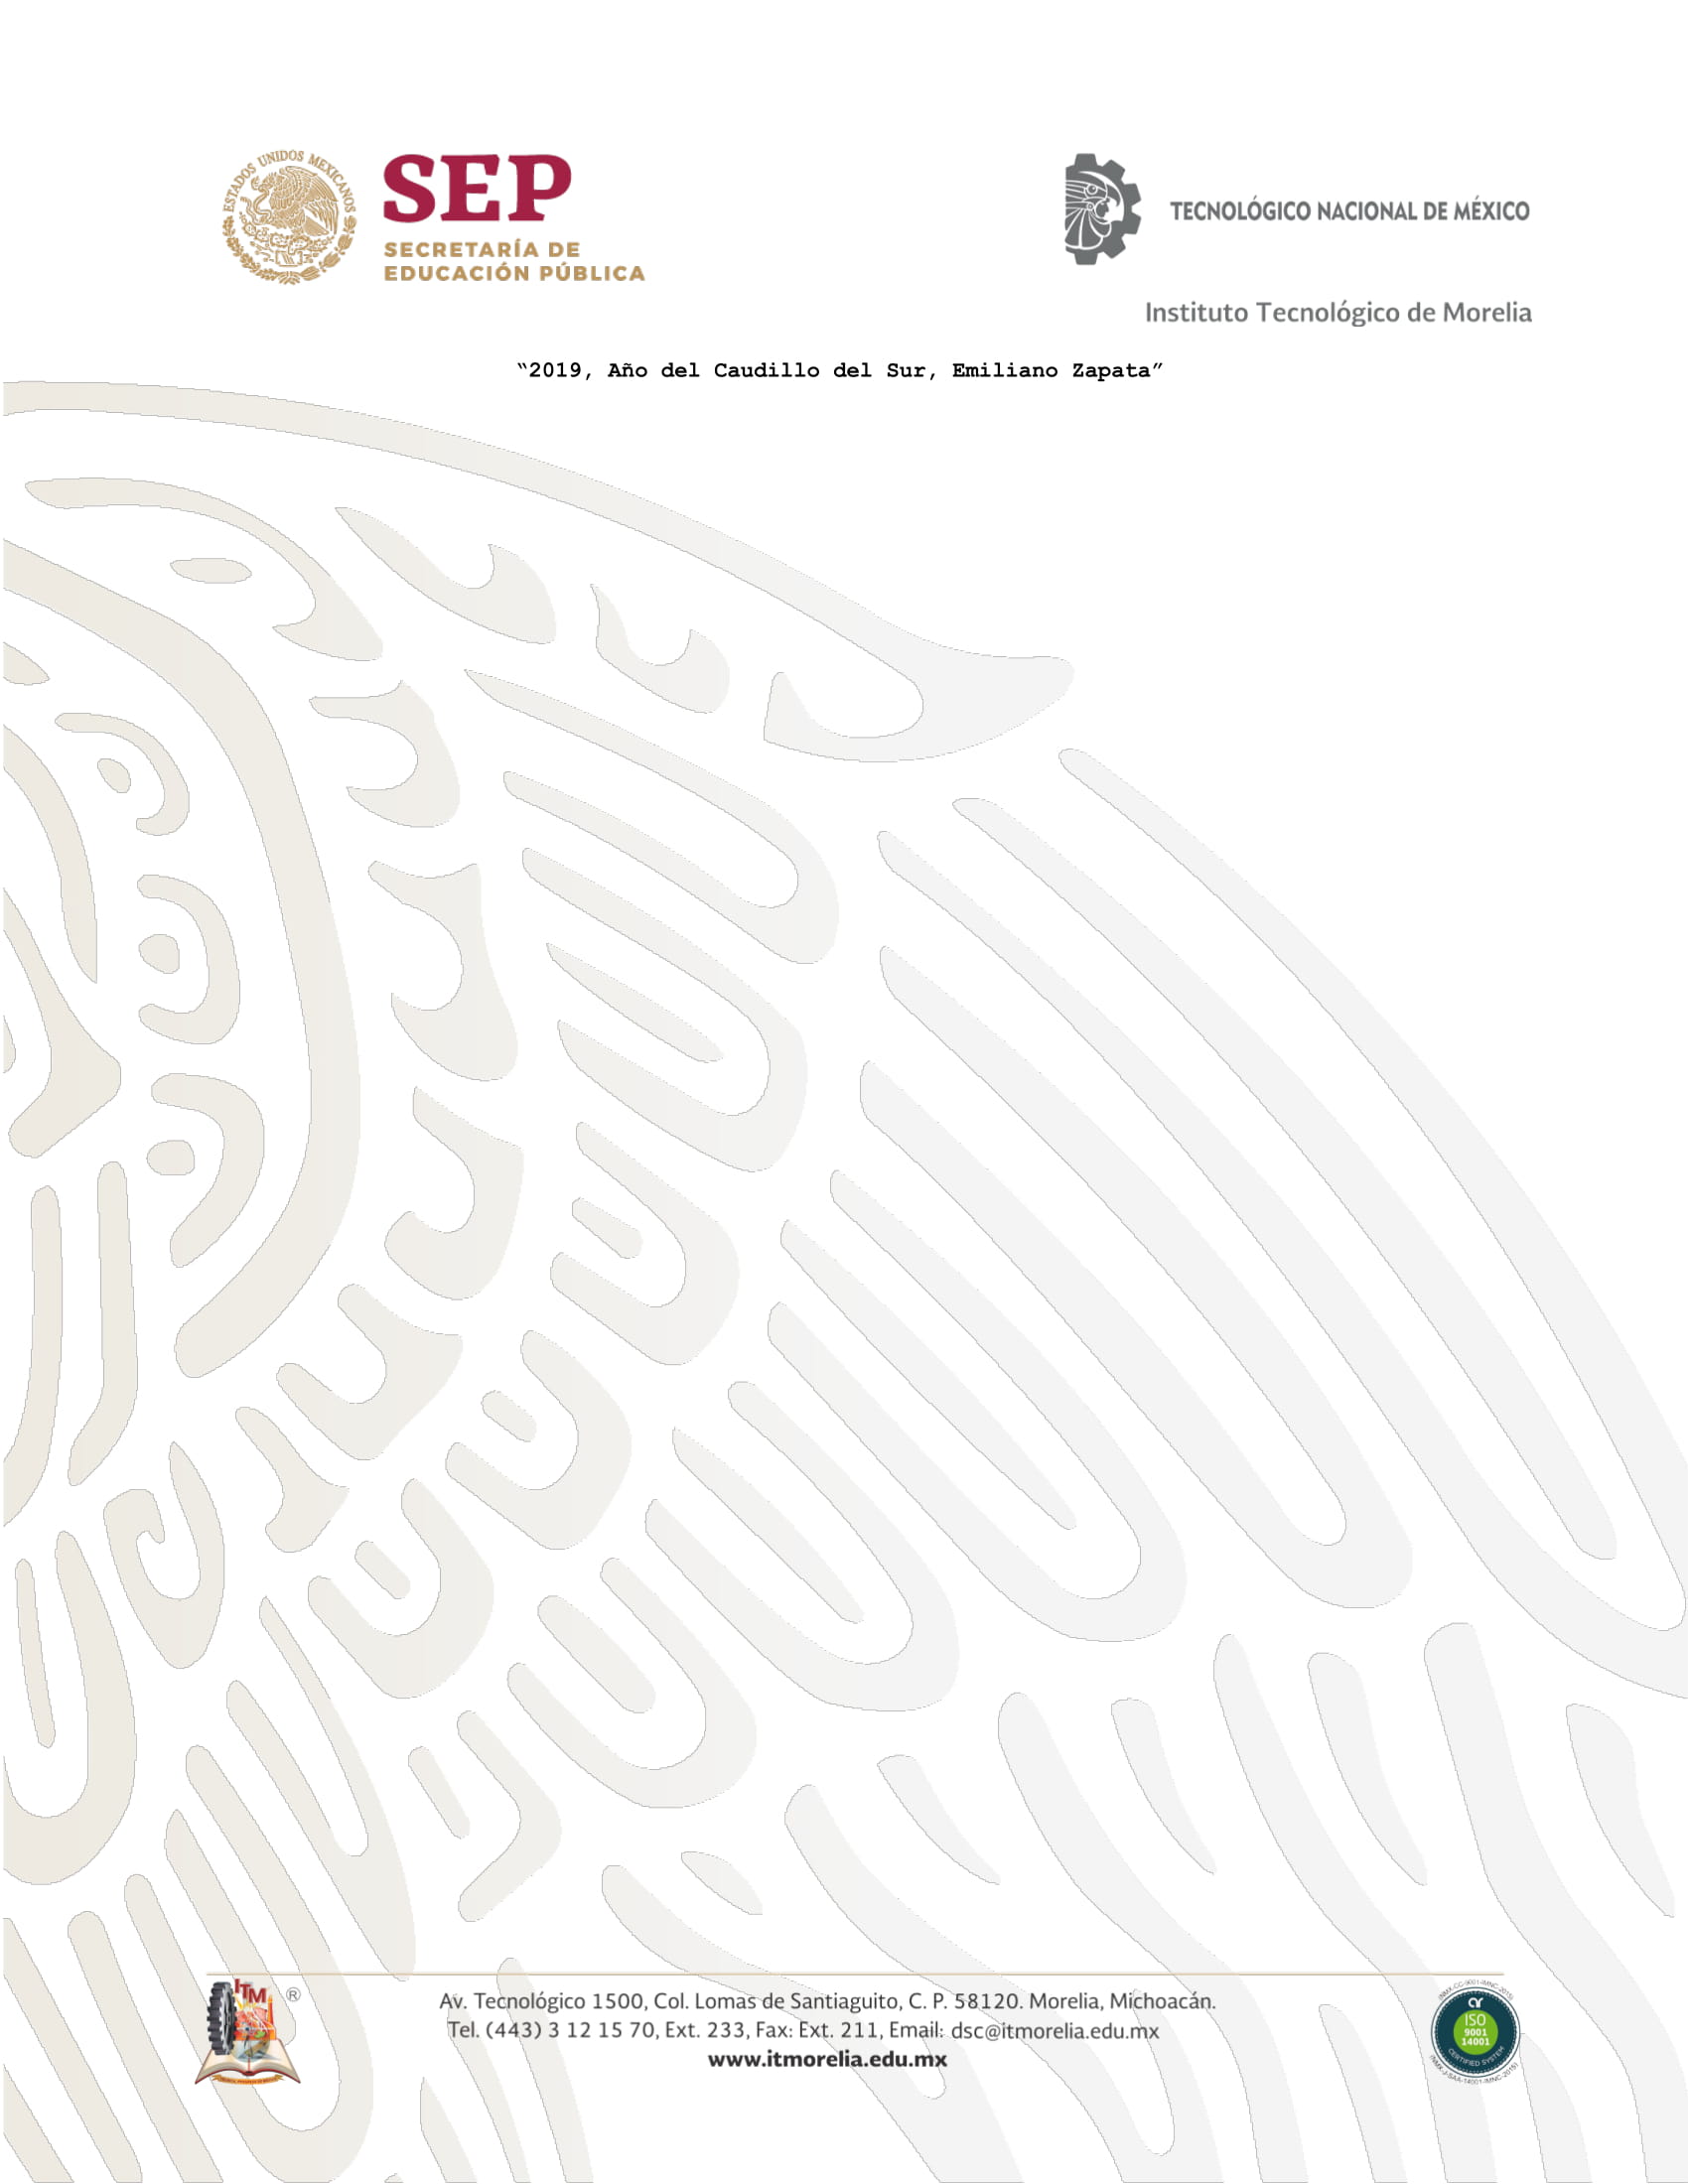 ESTADOS UNIDOS MEXICANOS
SEP
SECRETARÍA DE
EDUCACIÓN PÚBLICA
TECNOLÓGICO NACIONAL DE MÉXICO
Instituto Tecnológico de Morelia
“2019, Año del Caudillo del Sur, Emiliano Zapata”
ITM
®
Av. Tecnológico 1500, Col. Lomas de Santiaguito, C. P. 58120. Morelia, Michoacán.
Tel. (443) 3 12 15 70, Ext. 233, Fax: Ext. 211, Email: dsc@itmorelia.edu.mx
www.itmorelia.edu.mx
ISO
9001
14001
CERTIFIED SYSTEM